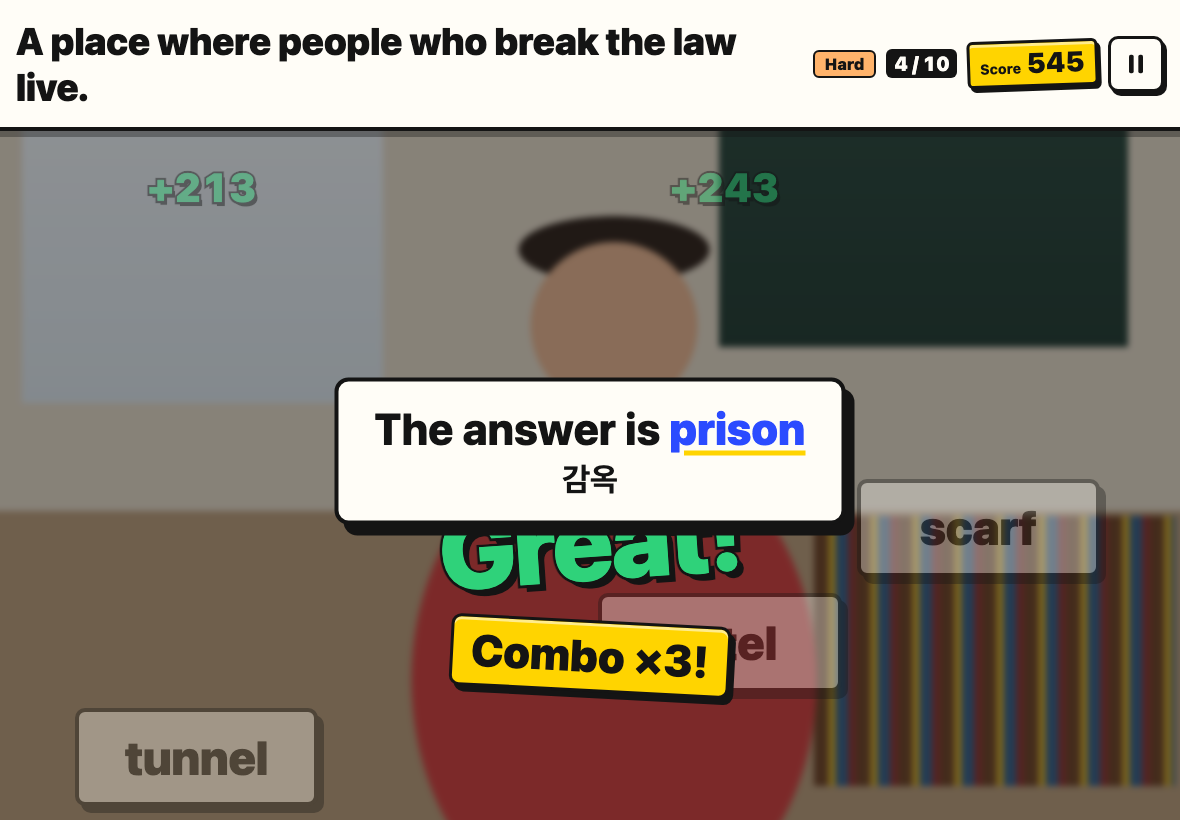 A place where people who break the law
live.
Hard
4 / 10
Score 545
+213
+243
The answer is prison
감옥
Great!
scarf
Combo ×3!
tunnel